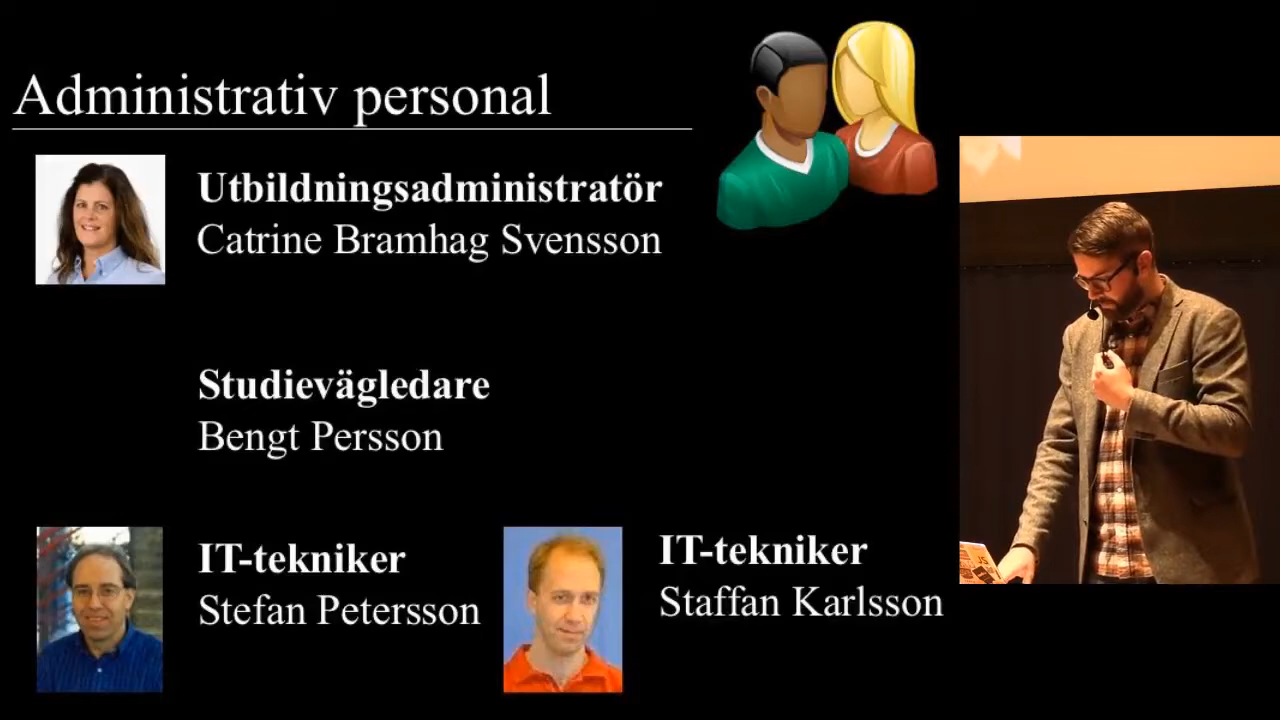 Administrativ personal
Utbildningsadministratör
Catrine Bramhag Svensson
Studievägledare
Bengt Persson
IT-tekniker
Stefan Petersson
IT-tekniker
Staffan Karlsson